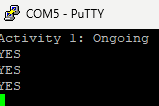 COM5 - PuTTY
Activity 1: Ongoing
YES
YES
YES